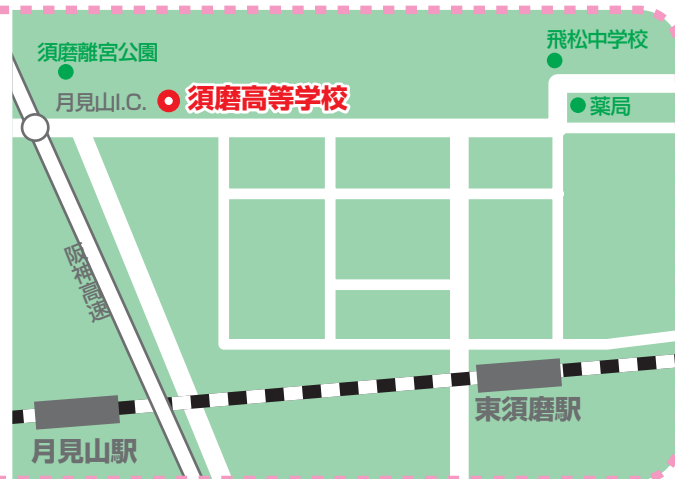 飛松中学校
須磨離宮公園
月見山I.C.
須磨高等学校
薬局
阪神高速
東須磨駅
月見山駅